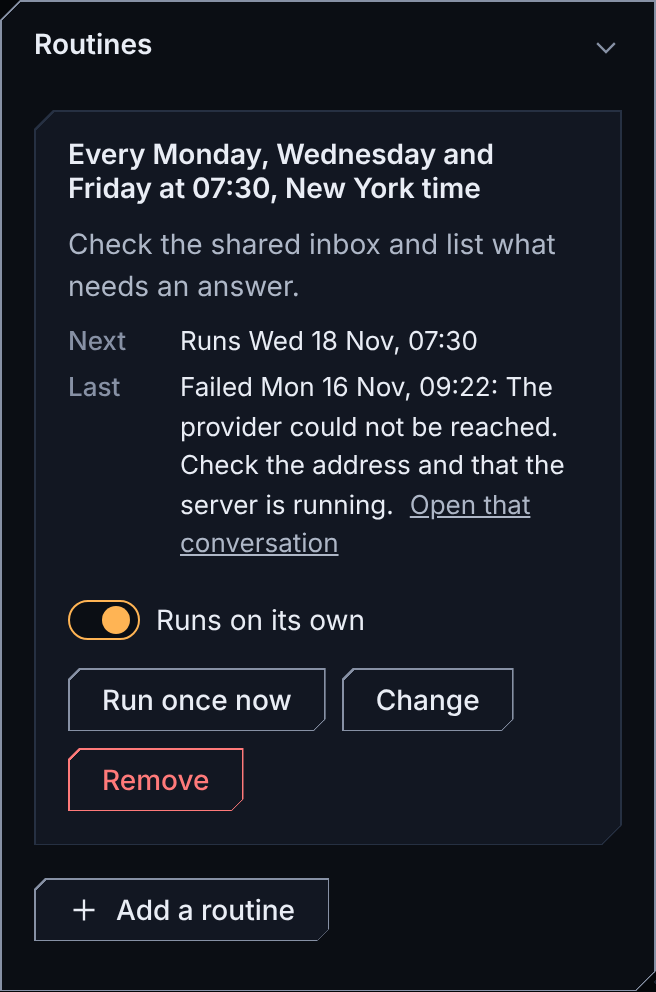 Routines
Every Monday, Wednesday and
Friday at 07:30, New York time
Check the shared inbox and list what
needs an answer.
Next Runs Wed 18 Nov, 07:30
Last Failed Mon 16 Nov, 09:22: The
provider could not be reached.
Check the address and that the
server is running. Open that
conversation
Runs on its own
Run once now Change
Remove
+ Add a routine